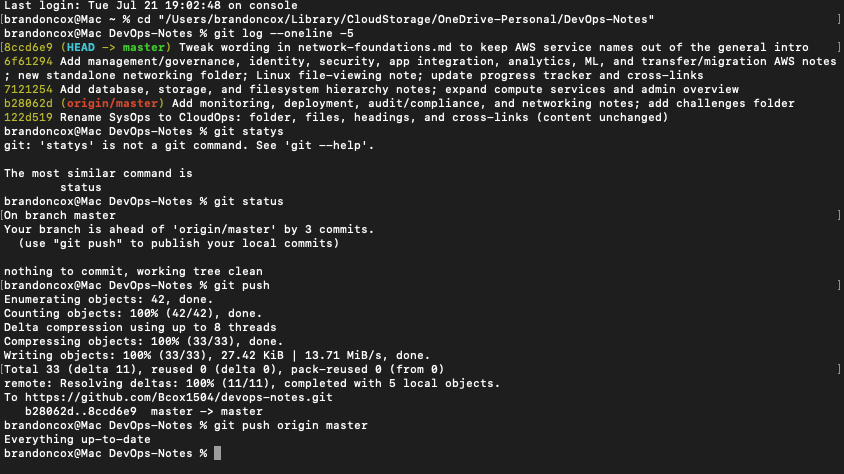 Last login: Tue Jul 21 19:02:48 on console
[brandoncox@Mac ~ % cd "/Users/brandoncox/Library/CloudStorage/OneDrive-Personal/DevOps-Notes" ]
brandoncox@Mac DevOps-Notes % git log --oneline -5
[8ccd6e9 (HEAD -> master) Tweak wording in network-foundations.md to keep AWS service names out of the general intro ]
6f61294 Add management/governance, identity, security, app integration, analytics, ML, and transfer/migration AWS notes
; new standalone networking folder; Linux file-viewing note; update progress tracker and cross-links
7121254 Add database, storage, and filesystem hierarchy notes; expand compute services and admin overview
b28062d (origin/master) Add monitoring, deployment, audit/compliance, and networking notes; add challenges folder
122d519 Rename SysOps to CloudOps: folder, files, headings, and cross-links (content unchanged)
brandoncox@Mac DevOps-Notes % git statys
git: 'statys' is not a git command. See 'git --help'.
The most similar command is
status
brandoncox@Mac DevOps-Notes % git status
[On branch master ]
Your branch is ahead of 'origin/master' by 3 commits.
(use "git push" to publish your local commits)
nothing to commit, working tree clean
[brandoncox@Mac DevOps-Notes % git push ]
Enumerating objects: 42, done.
Counting objects: 100% (42/42), done.
Delta compression using up to 8 threads
Compressing objects: 100% (33/33), done.
Writing objects: 100% (33/33), 27.42 KiB | 13.71 MiB/s, done.
[Total 33 (delta 11), reused 0 (delta 0), pack-reused 0 (from 0) ]
remote: Resolving deltas: 100% (11/11), completed with 5 local objects.
To https://github.com/Bcox1504/devops-notes.git
b28062d..8ccd6e9  master -> master
brandoncox@Mac DevOps-Notes % git push origin master
Everything up-to-date
brandoncox@Mac DevOps-Notes %